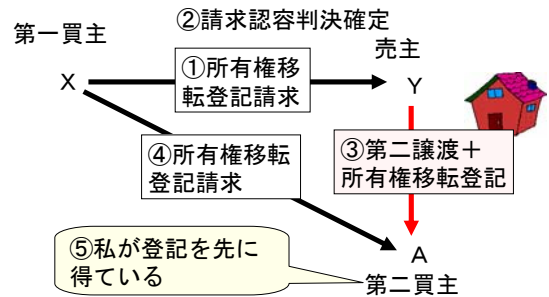 ②請求認容判決確定
第一買主
売主
X
①所有権移
転登記請求
Y
④所有権移転
登記請求
③第二譲渡＋
所有権移転登記
⑤私が登記を先に
得ている
A
第二買主